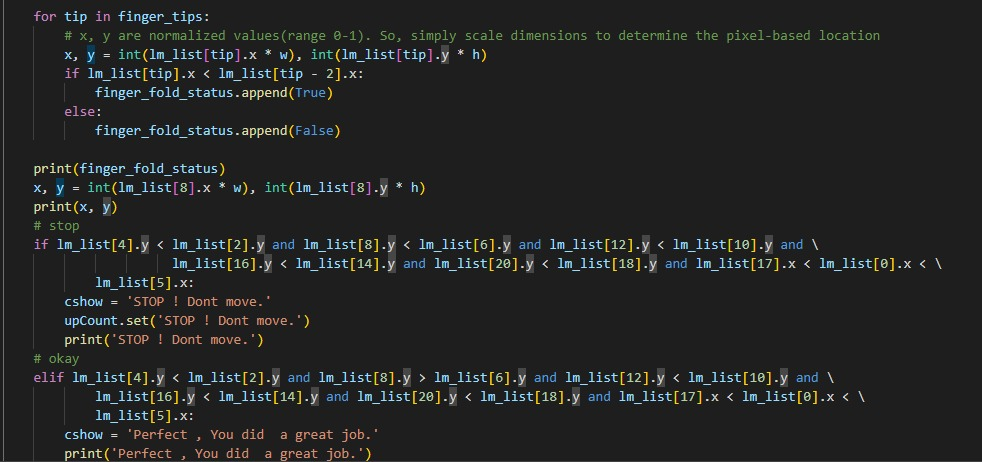 for tip in finger_tips:
# x, y are normalized values(range 0-1). So, simply scale dimensions to determine the pixel-based location
x, y = int(lm_list[tip].x * w), int(lm_list[tip].y * h)
if lm_list[tip].x < lm_list[tip - 2].x:
finger_fold_status.append(True)
else:
finger_fold_status.append(False)
print(finger_fold_status)
x, y = int(lm_list[8].x * w), int(lm_list[8].y * h)
print(x, y)
# stop
if lm_list[4].y < lm_list[2].y and lm_list[8].y < lm_list[6].y and lm_list[12].y < lm_list[10].y and \
lm_list[16].y < lm_list[14].y and lm_list[20].y < lm_list[18].y and lm_list[17].x < lm_list[0].x < \
lm_list[5].x:
cshow = 'STOP ! Dont move.'
upCount.set('STOP ! Dont move.')
print('STOP ! Dont move.')
# okay
elif lm_list[4].y < lm_list[2].y and lm_list[8].y > lm_list[6].y and lm_list[12].y < lm_list[10].y and \
lm_list[16].y < lm_list[14].y and lm_list[20].y < lm_list[18].y and lm_list[17].x < lm_list[0].x < \
lm_list[5].x:
cshow = 'Perfect , You did  a great job.'
print('Perfect , You did  a great job.')